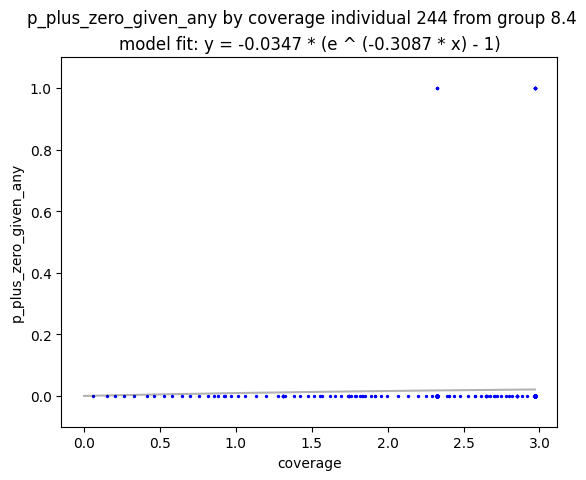 p_plus_zero_given_any by coverage individual 244 from group 8.4
model fit: y = -0.0347 * (e ^ (-0.3087 * x) - 1)
p_plus_zero_given_any
1.0
0.8
0.6
0.4
0.2
0.0
0.0 0.5 1.0 1.5 2.0 2.5 3.0
coverage